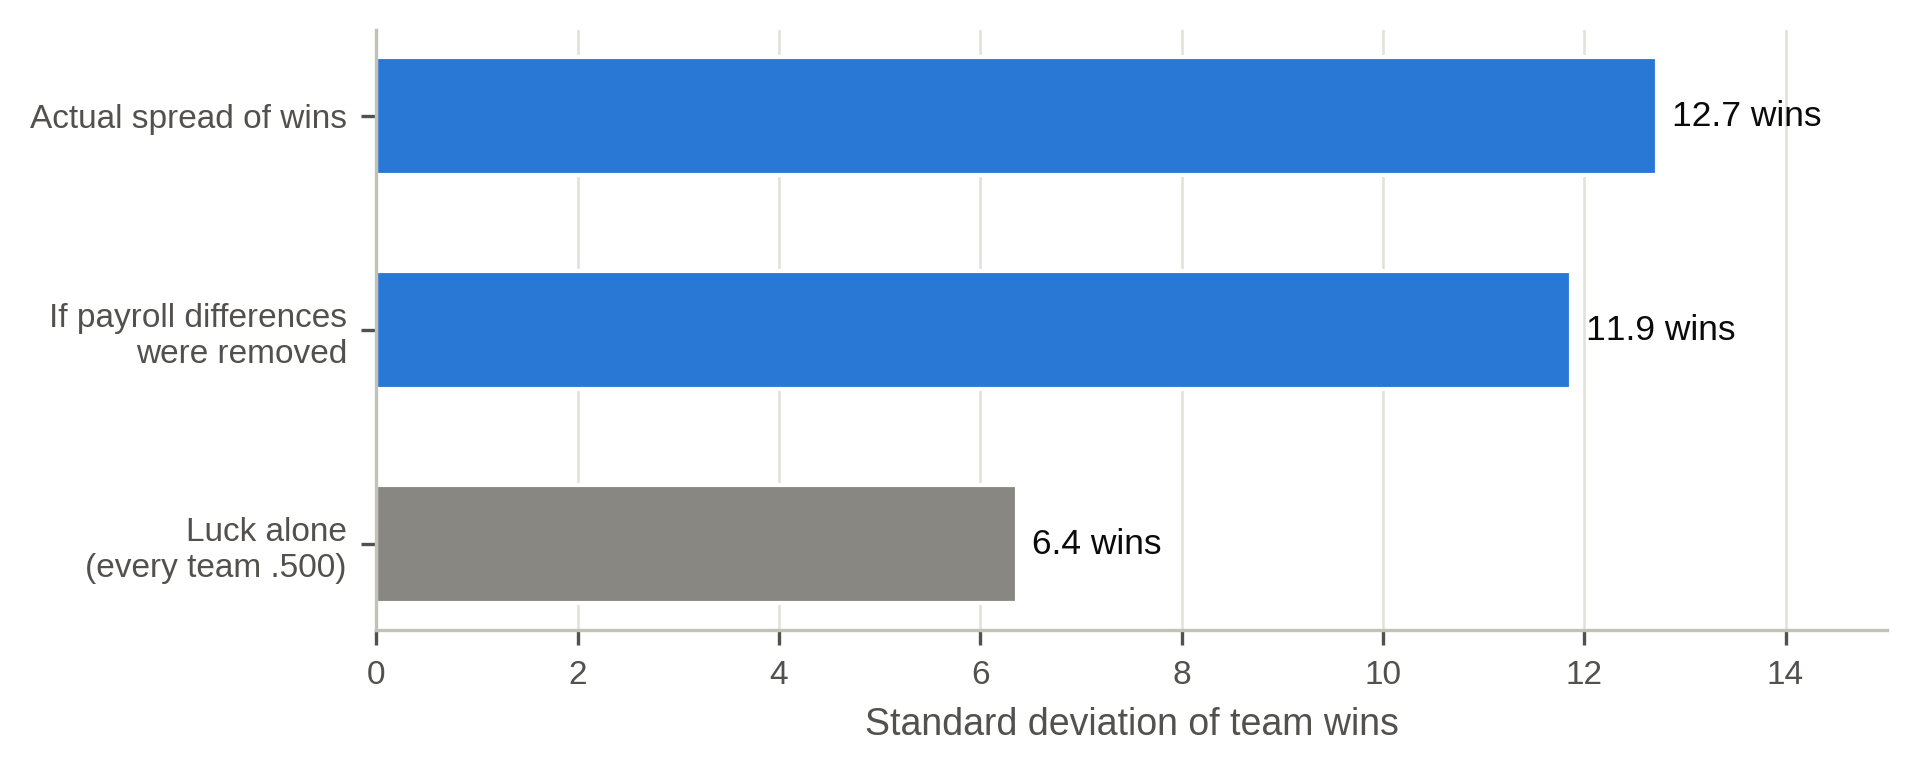 Actual spread of wins
12.7 wins
If payroll differences
were removed
11.9 wins
Luck alone
(every team .500)
6.4 wins
0 2 4 6 8 10 12 14
Standard deviation of team wins